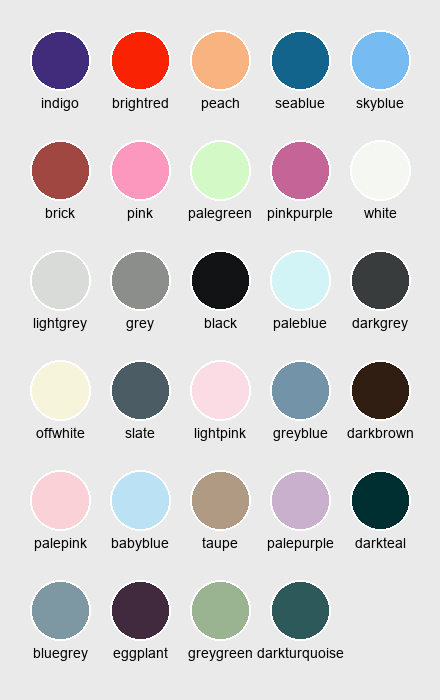 indigo brightred peach seablue skyblue
brick pink palegreen pinkpurple white
lightgrey grey black paleblue darkgrey
offwhite slate lightpink greyblue darkbrown
palepink babyblue taupe palepurple darkteal
bluegrey eggplant greygreen darkturquoise